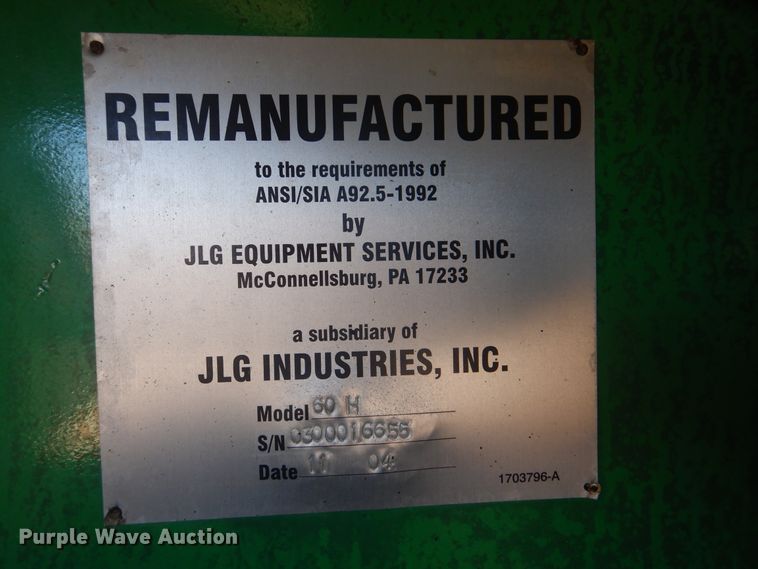 REMANUFACTURED
to the requirements of
ANSI/SIA A92.5-1992
by
JLG EQUIPMENT SERVICES, INC.
McConnellsburg, PA 17233
a subsidiary of
JLG INDUSTRIES, INC.
Model 60 H
S/N 0300016655
Date 11 04
1703796-A
Purple Wave Auction